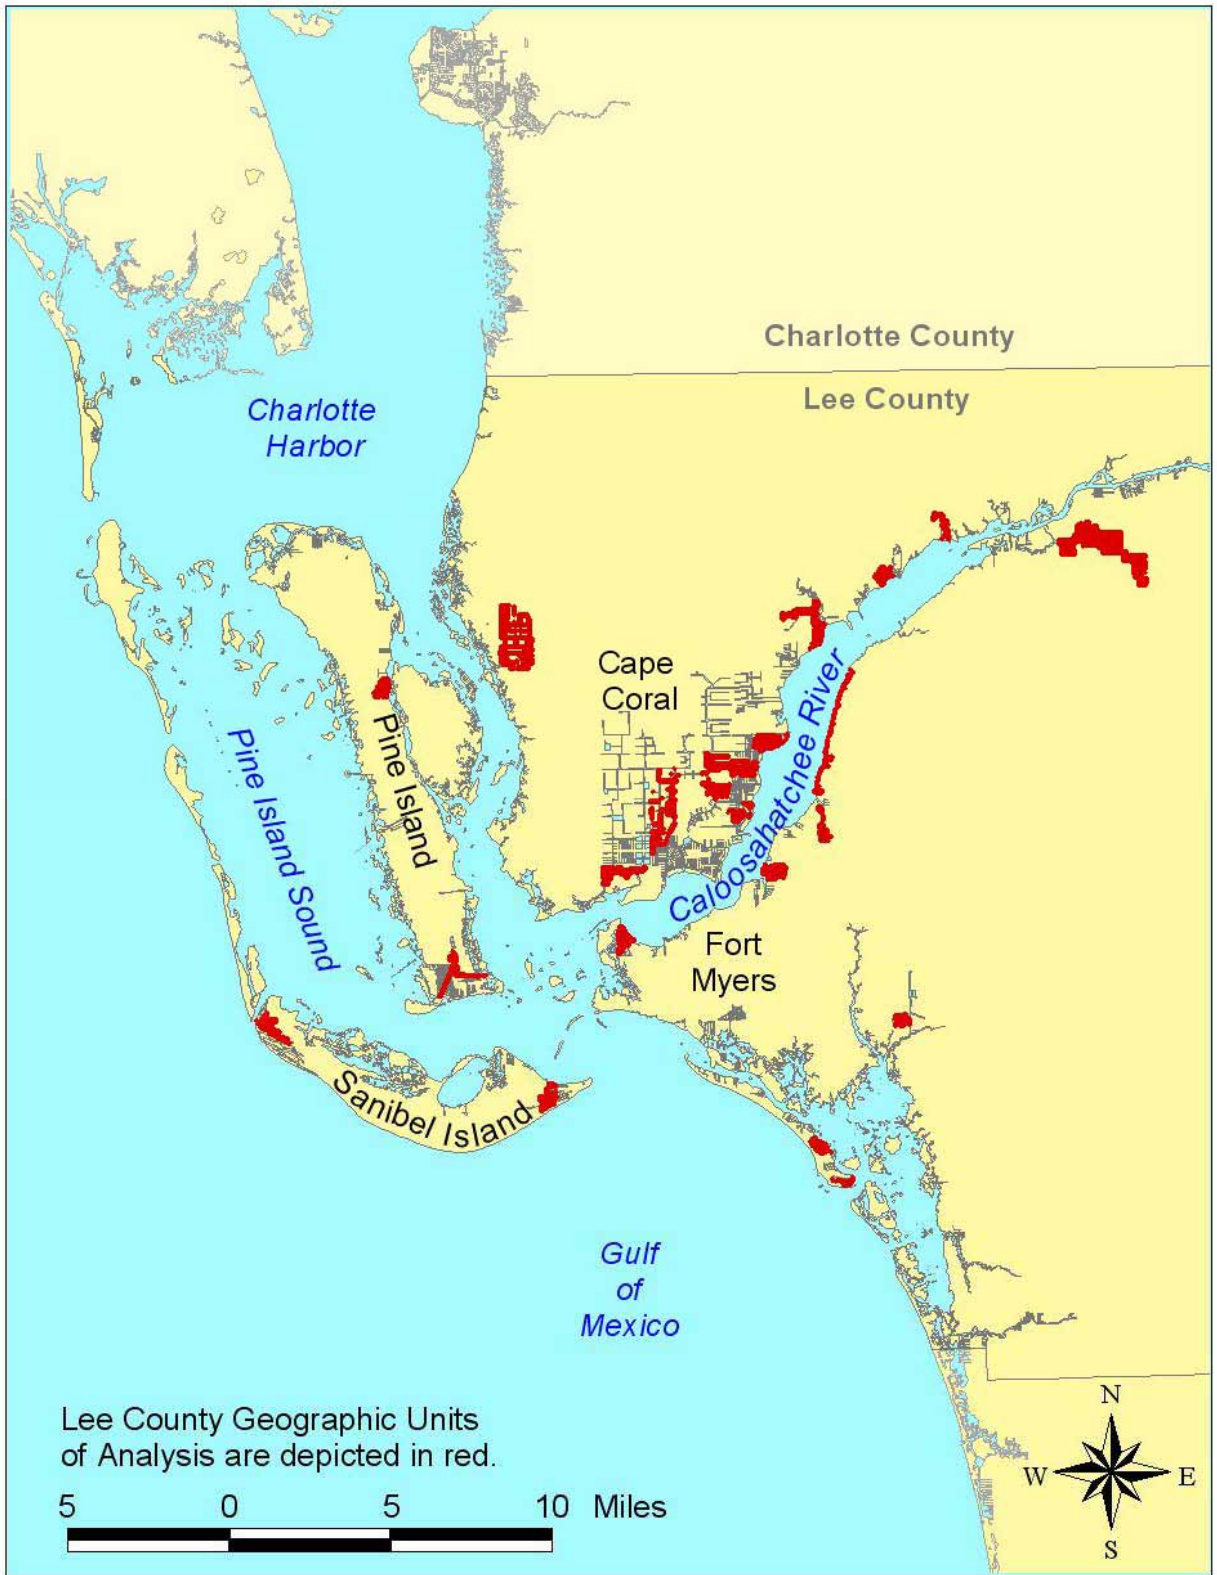 Charlotte County
Lee County
Charlotte
Harbor
Cape
Coral
Pine Island
Pine Island Sound
Caloosahatchee River
Fort
Myers
Sanibel Island
Gulf
of
Mexico
Lee County Geographic Units
of Analysis are depicted in red.
5 0 5 10 Miles
N
W E
S